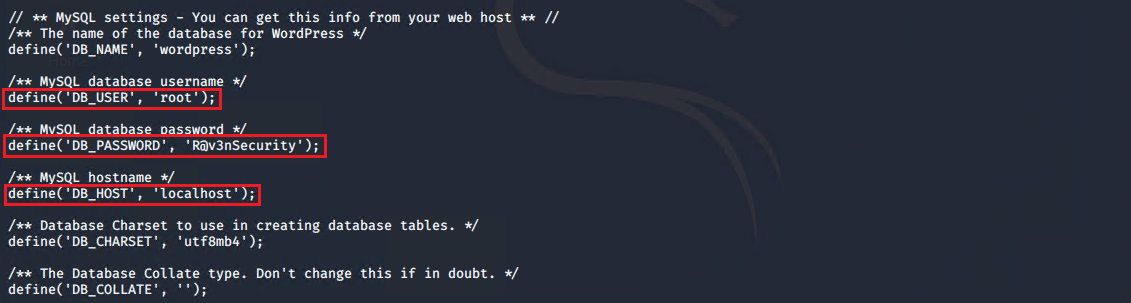 // ** MySQL settings - You can get this info from your web host ** //
/** The name of the database for WordPress */
define('DB_NAME', 'wordpress');
/** MySQL database username */
define('DB_USER', 'root');
/** MySQL database password */
define('DB_PASSWORD', 'R@v3nSecurity');
/** MySQL hostname */
define('DB_HOST', 'localhost');
/** Database Charset to use in creating database tables. */
define('DB_CHARSET', 'utf8mb4');
/** The Database Collate type. Don't change this if in doubt. */
define('DB_COLLATE', '');